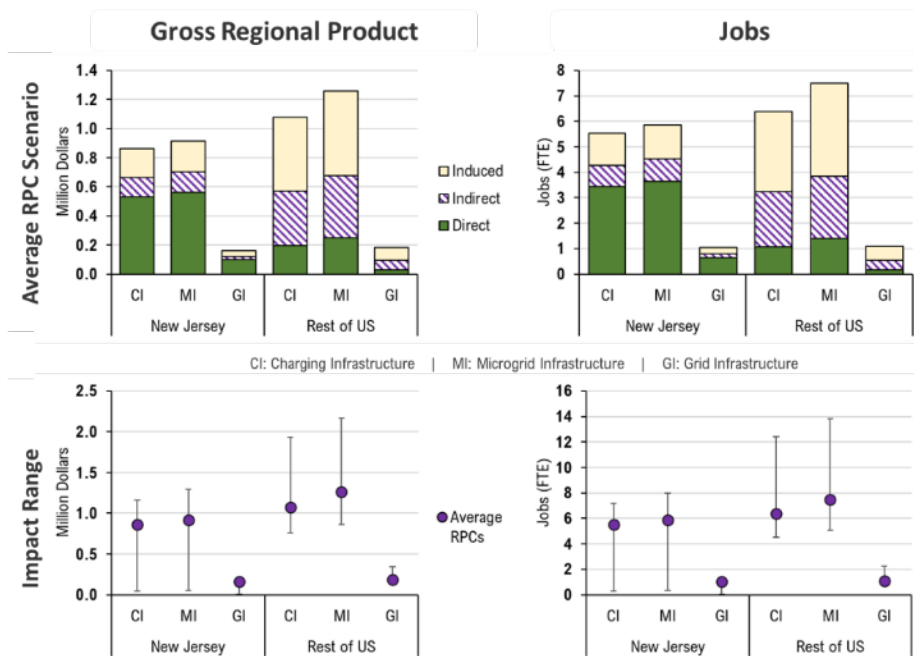 Gross Regional Product
Jobs
Average RPC Scenario
Million Dollars
1.4
1.2
1.0
0.8
0.6
0.4
0.2
0.0
CI MI GI CI MI GI
New Jersey Rest of US
Induced
Indirect
Direct
Jobs (FTE)
8
7
6
5
4
3
2
1
0
CI MI GI CI MI GI
New Jersey Rest of US
CI: Charging Infrastructure | MI: Microgrid Infrastructure | GI: Grid Infrastructure
Impact Range
Million Dollars
2.5
2.0
1.5
1.0
0.5
0.0
CI MI GI CI MI GI
New Jersey Rest of US
Average
RPCs
Jobs (FTE)
16
14
12
10
8
6
4
2
0
CI MI GI CI MI GI
New Jersey Rest of US